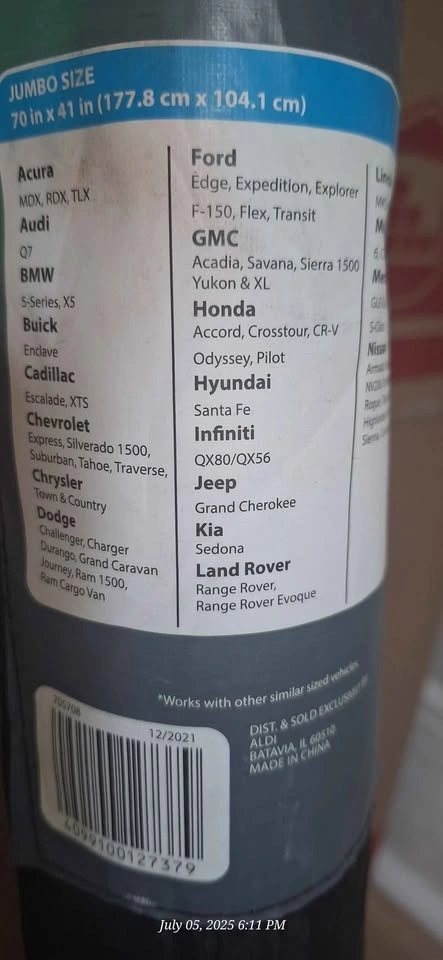 JUMBO SIZE
70 in x 41 in (177.8 cm x 104.1 cm)
Acura
MDX, RDX, TLX
Audi
Q7
BMW
5-Series, X5
Buick
Enclave
Cadillac
Escalade, XTS
Chevrolet
Express, Silverado 1500,
Suburban, Tahoe, Traverse,
Chrysler
Town & Country
Dodge
Challenger, Charger
Durango, Grand Caravan
Journey, Ram 1500,
Ram Cargo Van
Ford
Edge, Expedition, Explorer
F-150, Flex, Transit
GMC
Acadia, Savana, Sierra 1500
Yukon & XL
Honda
Accord, Crosstour, CR-V
Odyssey, Pilot
Hyundai
Santa Fe
Infiniti
QX80/QX56
Jeep
Grand Cherokee
Kia
Sedona
Land Rover
Range Rover,
Range Rover Evoque
Nissan
*Works with other similar sized vehicles
705708
12/2021
4099100127379
DIST. & SOLD EXCLUSIVELY BY
ALDI
BATAVIA, IL 60510
MADE IN CHINA
July 05, 2025 6:11 PM